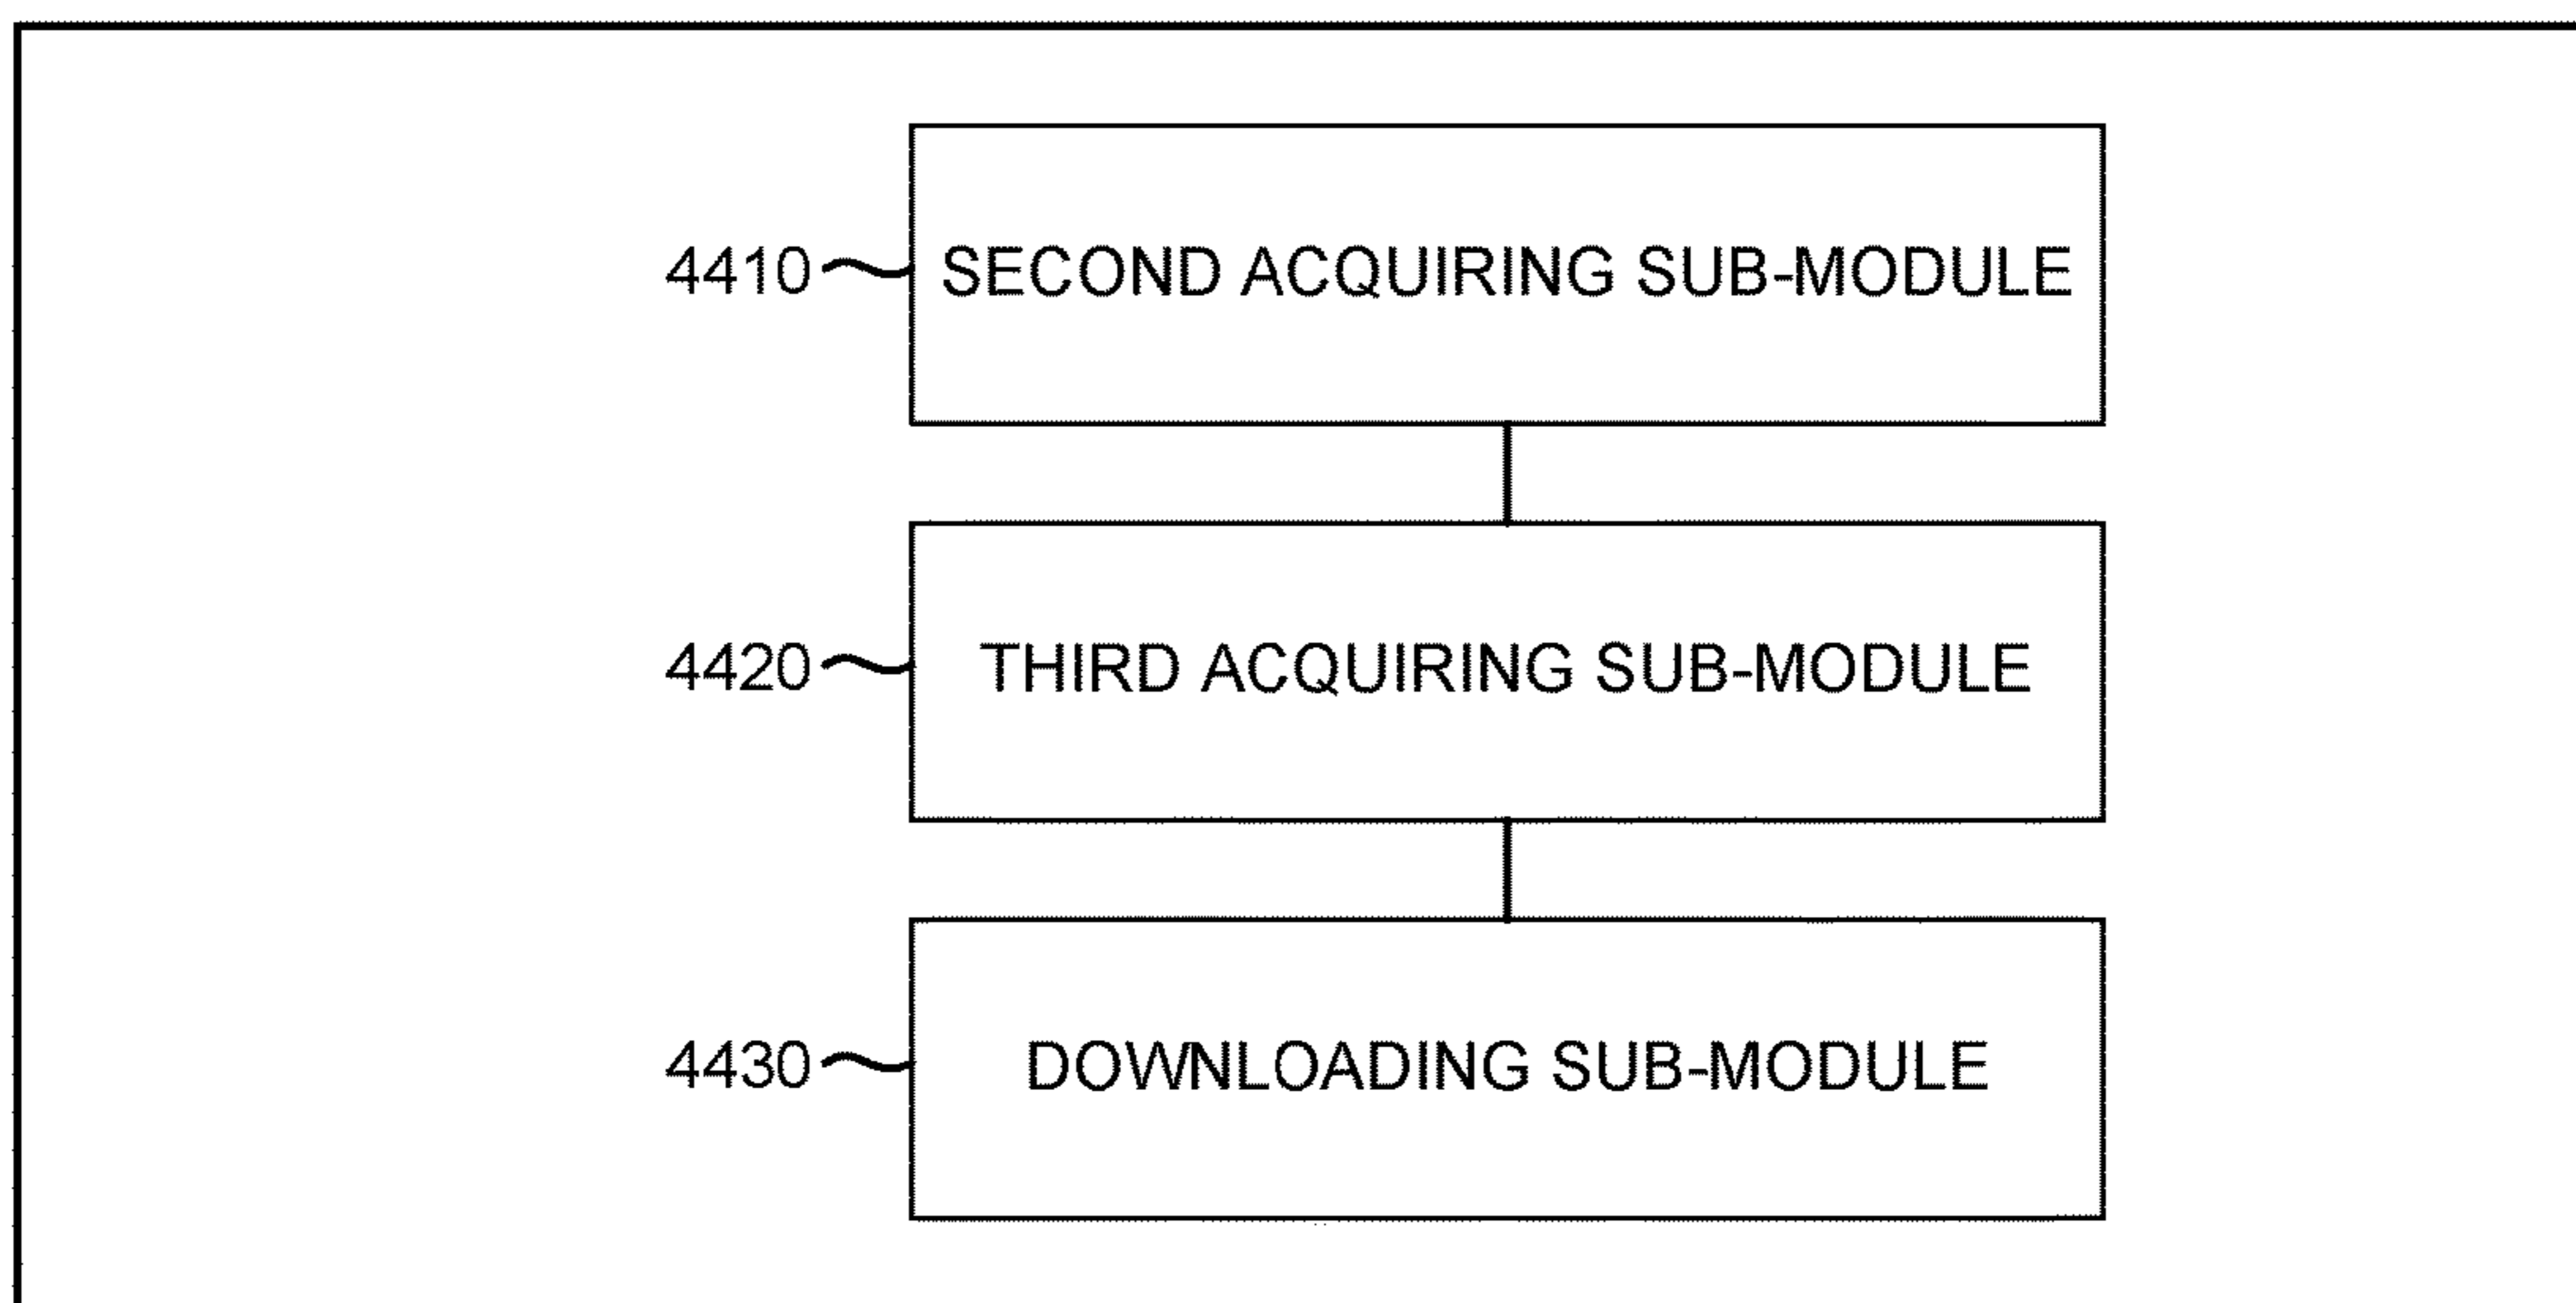 4410 SECOND ACQUIRING SUB-MODULE
4420 THIRD ACQUIRING SUB-MODULE
4430 DOWNLOADING SUB-MODULE